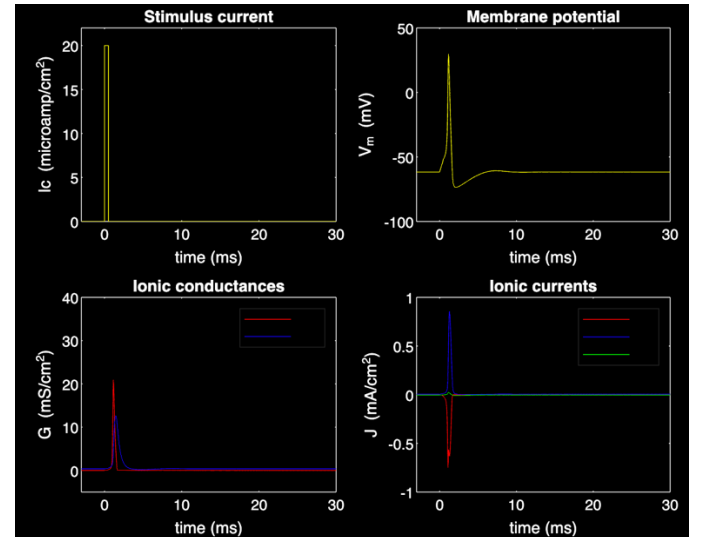 Stimulus current
Ic (microamp/cm²)
20
15
10
5
0
0 10 20 30
time (ms)
Membrane potential
Vₘ (mV)
50
0
-50
-100
0 10 20 30
time (ms)
Ionic conductances
G (mS/cm²)
40
30
20
10
0
0 10 20 30
time (ms)
Ionic currents
J (mA/cm²)
1
0.5
0
-0.5
-1
0 10 20 30
time (ms)